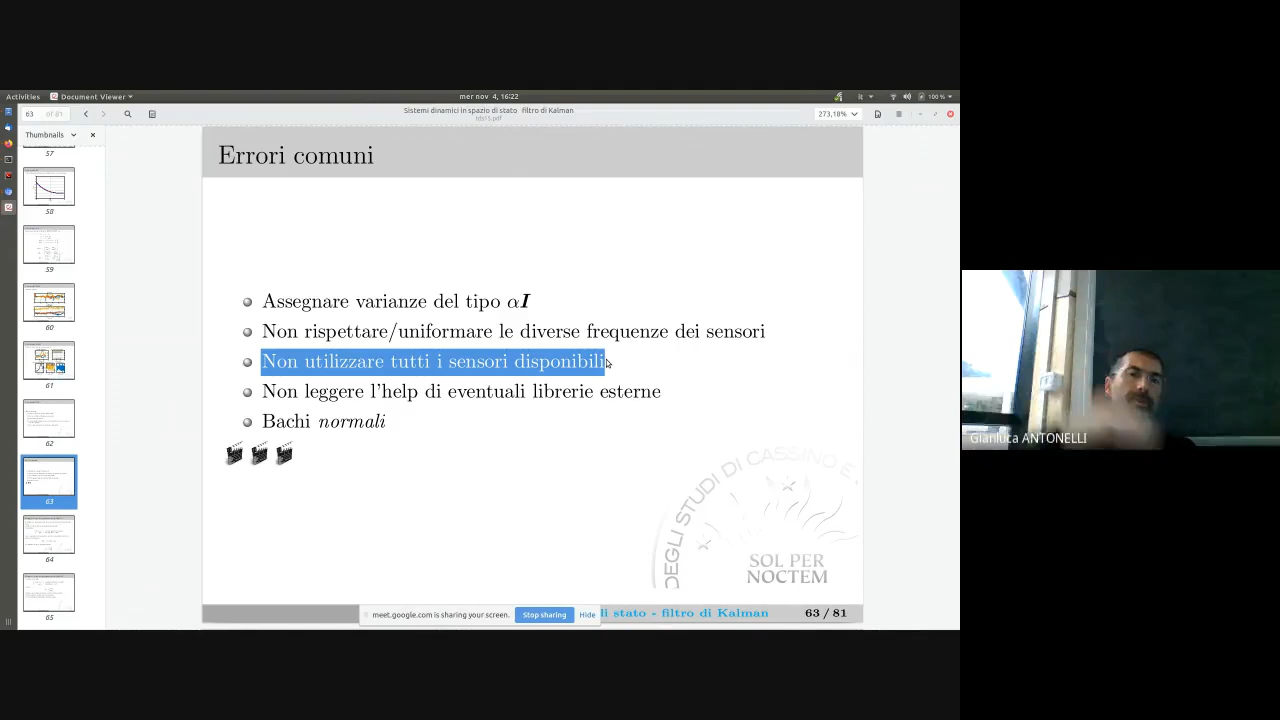 Activities
Document Viewer
mer nov 4, 16:22
it
100 %
63
of 81
Sistemi dinamici in spazio di stato filtro di Kalman
tds15.pdf
273,18%
Thumbnails
57
58
59
60
61
62
63
64
65
Errori comuni
Assegnare varianze del tipo αI
Non rispettare/uniformare le diverse frequenze dei sensori
Non utilizzare tutti i sensori disponibili
Non leggere l'help di eventuali librerie esterne
Bachi normali
DEGLI STUDI DI CASSINO E
SOL PER
NOCTEM
meet.google.com is sharing your screen.
Stop sharing
Hide
di stato - filtro di Kalman
63 / 81
Gianluca ANTONELLI